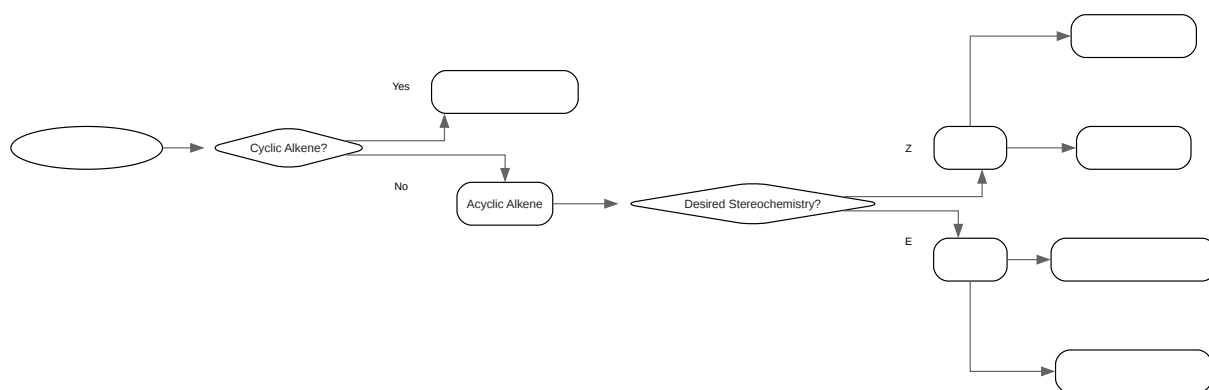 Yes
Cyclic Alkene?
No
Acyclic Alkene
Desired Stereochemistry?
Z
E